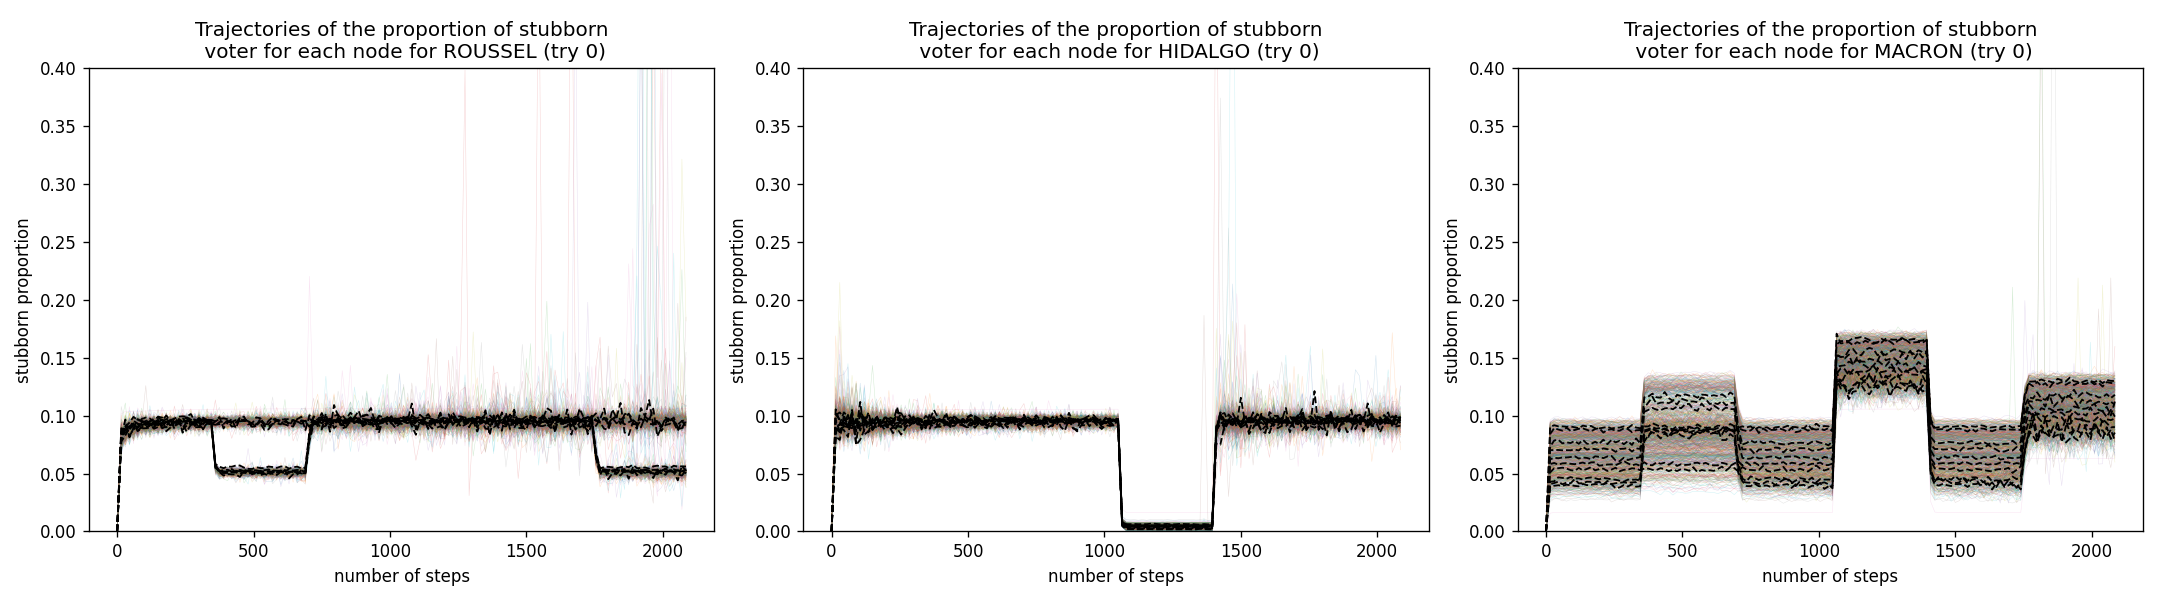 Trajectories of the proportion of stubborn
voter for each node for ROUSSEL (try 0)
0.40
0.35
0.30
0.25
0.20
0.15
0.10
0.05
0.00
stubborn proportion
0 500 1000 1500 2000
number of steps
Trajectories of the proportion of stubborn
voter for each node for HIDALGO (try 0)
0.40
0.35
0.30
0.25
0.20
0.15
0.10
0.05
0.00
stubborn proportion
0 500 1000 1500 2000
number of steps
Trajectories of the proportion of stubborn
voter for each node for MACRON (try 0)
0.40
0.35
0.30
0.25
0.20
0.15
0.10
0.05
0.00
stubborn proportion
0 500 1000 1500 2000
number of steps